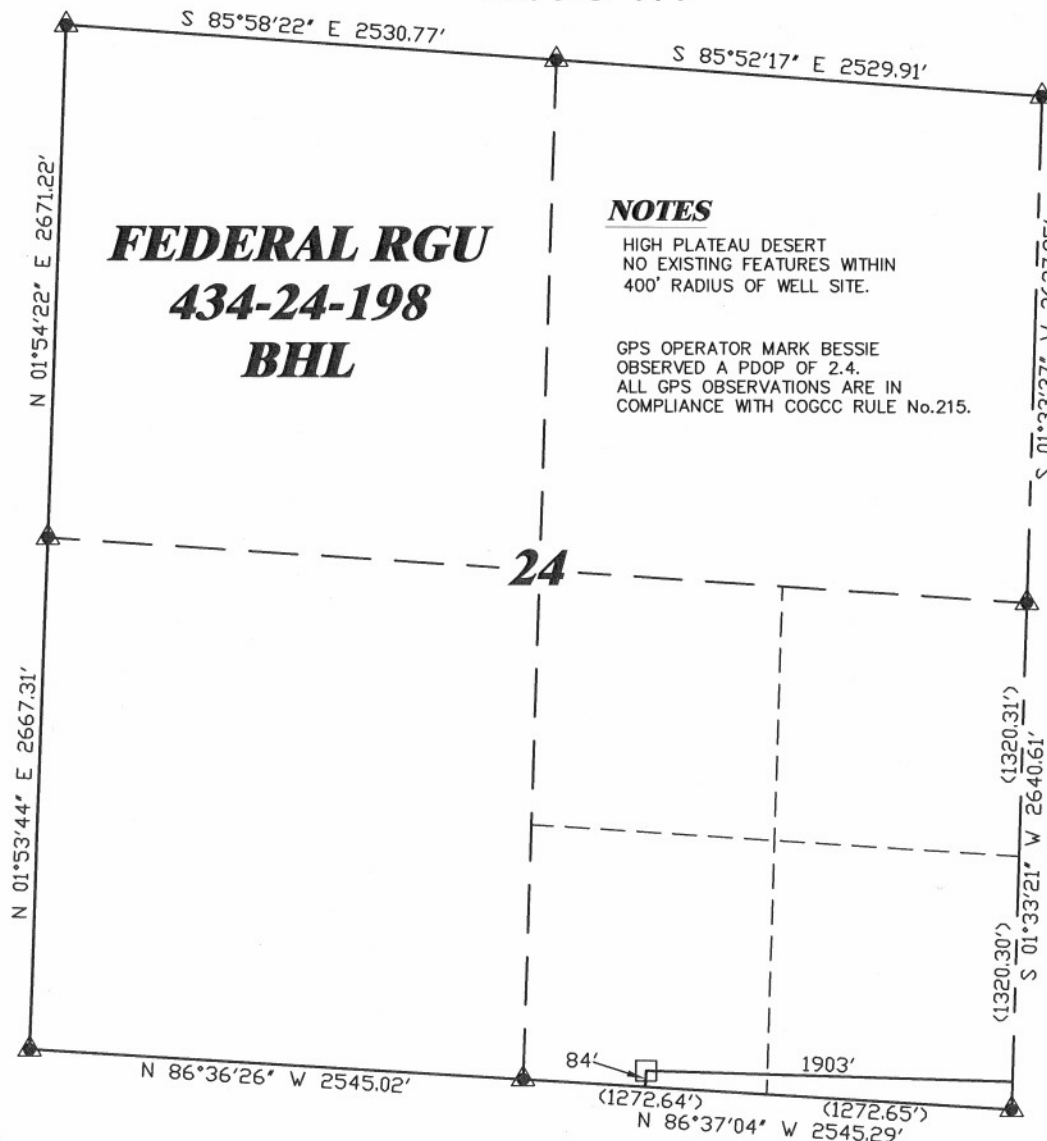 S 85°58'22" E 2530.77'
S 85°52'17" E 2529.91'
N 01°54'22" E 2671.22'
FEDERAL RGU
434-24-198
BHL
NOTES
HIGH PLATEAU DESERT
NO EXISTING FEATURES WITHIN
400' RADIUS OF WELL SITE.
GPS OPERATOR MARK BESSIE
OBSERVED A PDOP OF 2.4.
ALL GPS OBSERVATIONS ARE IN
COMPLIANCE WITH COGCC RULE No.215.
S 01°33'37" W
24
N 01°53'44" E 2667.31'
(1320.31')
S 01°33'21" W 2640.61'
(1320.30')
84'
1903'
N 86°36'26" W 2545.02'
(1272.64')
(1272.65')
N 86°37'04" W 2545.29'